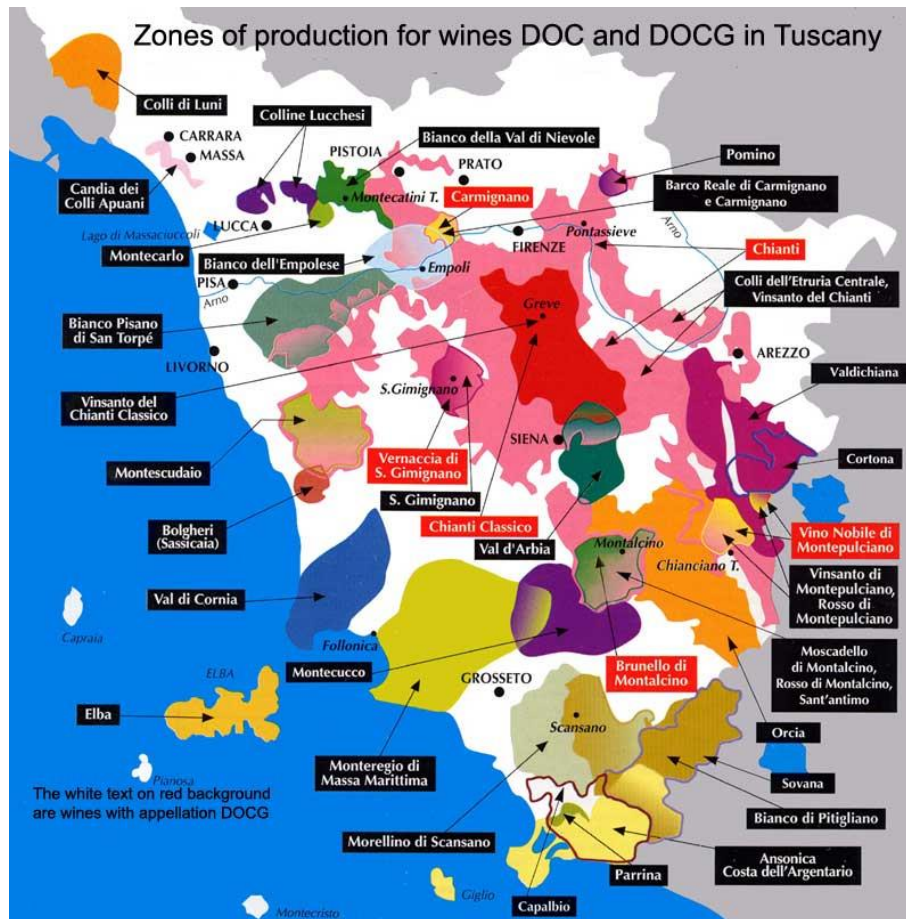 Zones of production for wines DOC and DOCG in Tuscany
Colli di Luni
Colline Lucchesi
Bianco della Val di Nievole
CARRARA
MASSA
PISTOIA
PRATO
Pomino
Candia dei
Colli Apuani
Montecatini T.
Carmignano
Barco Reale di Carmignano
e Carmignano
Lago di Massaciuccoli
LUCCA
Montecarlo
FIRENZE
Pontassieve
Arno
Chianti
Bianco dell'Empolese
Empoli
PISA
Arno
Colli dell'Etruria Centrale,
Vinsanto del Chianti
Bianco Pisano
di San Torpé
Greve
LIVORNO
AREZZO
Valdichiana
S.Gimignano
Vinsanto del
Chianti Classico
SIENA
Vernaccia di
S. Gimignano
Cortona
Montescudaio
S. Gimignano
Bolgheri
(Sassicaia)
Chianti Classico
Val d'Arbia
Vino Nobile di
Montepulciano
Montalcino
Chianciano T.
Val di Cornia
Vinsanto di
Montepulciano,
Rosso di
Montepulciano
Capraia
Follonica
Montecucco
Brunello di
Montalcino
Moscadello
di Montalcino,
Rosso di Montalcino,
Sant'antimo
ELBA
GROSSETO
Elba
Scansano
Orcia
Monteregio di
Massa Marittima
Pianosa
Sovana
The white text on red background
are wines with appellation DOCG
Bianco di Pitigliano
Morellino di Scansano
Ansonica
Costa dell'Argentario
Parrina
Giglio
Capalbio
Montecristo